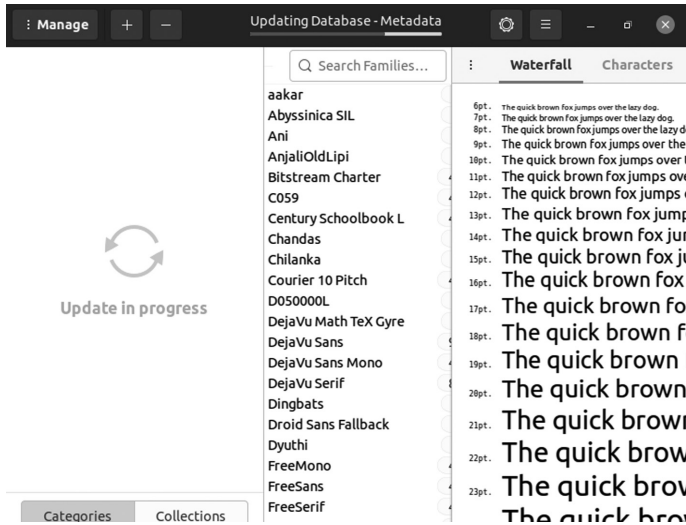 Manage
Updating Database - Metadata
Search Families...
Waterfall
Characters
aakar
Abyssinica SIL
Ani
AnjaliOldLipi
Bitstream Charter
C059
Century Schoolbook L
Chandas
Chilanka
Courier 10 Pitch
D050000L
DejaVu Math TeX Gyre
DejaVu Sans
DejaVu Sans Mono
DejaVu Serif
Dingbats
Droid Sans Fallback
Dyuthi
FreeMono
FreeSans
FreeSerif
Update in progress
Categories
Collections
6pt. The quick brown fox jumps over the lazy dog.
7pt. The quick brown fox jumps over the lazy dog.
8pt. The quick brown fox jumps over the lazy d
9pt. The quick brown fox jumps over the
10pt. The quick brown fox jumps over
11pt. The quick brown fox jumps ove
12pt. The quick brown fox jumps
13pt. The quick brown fox jump
14pt. The quick brown fox ju
15pt. The quick brown fox j
16pt. The quick brown fox
17pt. The quick brown fo
18pt. The quick brown f
19pt. The quick brown
20pt. The quick brown
21pt. The quick brown
22pt. The quick brow
23pt. The quick brov
The quick bro